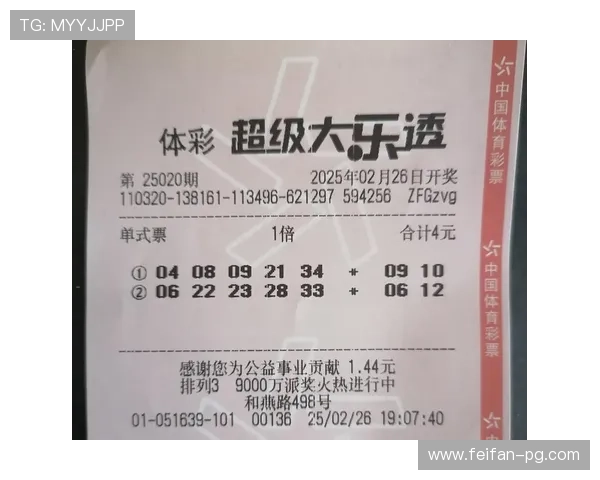 TG: MYYJJPP
体彩 超级大乐透
第 25020期 2025年02月26日开奖
110320-138161-113496-621297 594256 ZFGzvg
单式票 1倍 合计4元
① 04 08 09 21 34 + 09 10
② 06 22 23 28 33 + 06 12
感谢您为公益事业贡献 1.44元
排列3 9000万派奖火热进行中
和燕路498号
01-051639-101 00136 25/02/26 19:07:40
中国体育彩票
中国体育彩票
www.feifan-pg.com